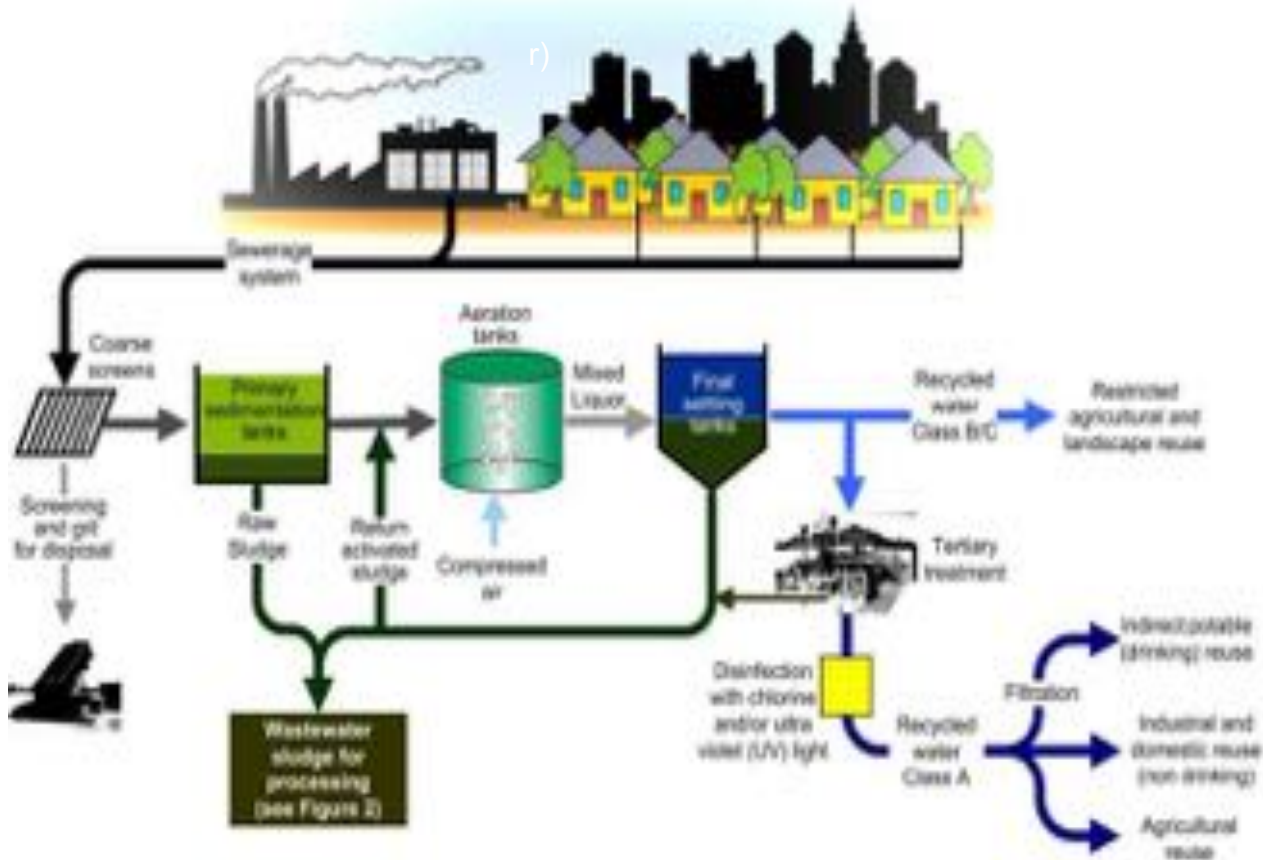 r)
Sewerage
system
Coarse
screens
Aeration
tanks
Primary
sedimentation
tanks
Mixed
Liquor
Final
settling
tanks
Recycled
water
Class B/C
Restricted
agricultural and
landscape reuse
Screening
and grit
for disposal
Raw
Sludge
Return
activated
sludge
Compressed
air
Tertiary
treatment
Wastewater
sludge for
processing
(see Figure 2)
Disinfection
with chlorine
and/or ultra
violet (UV) light
Recycled
water
Class A
Filtration
Indirect potable
(drinking) reuse
Industrial and
domestic reuse
(non drinking)
Agricultural
reuse